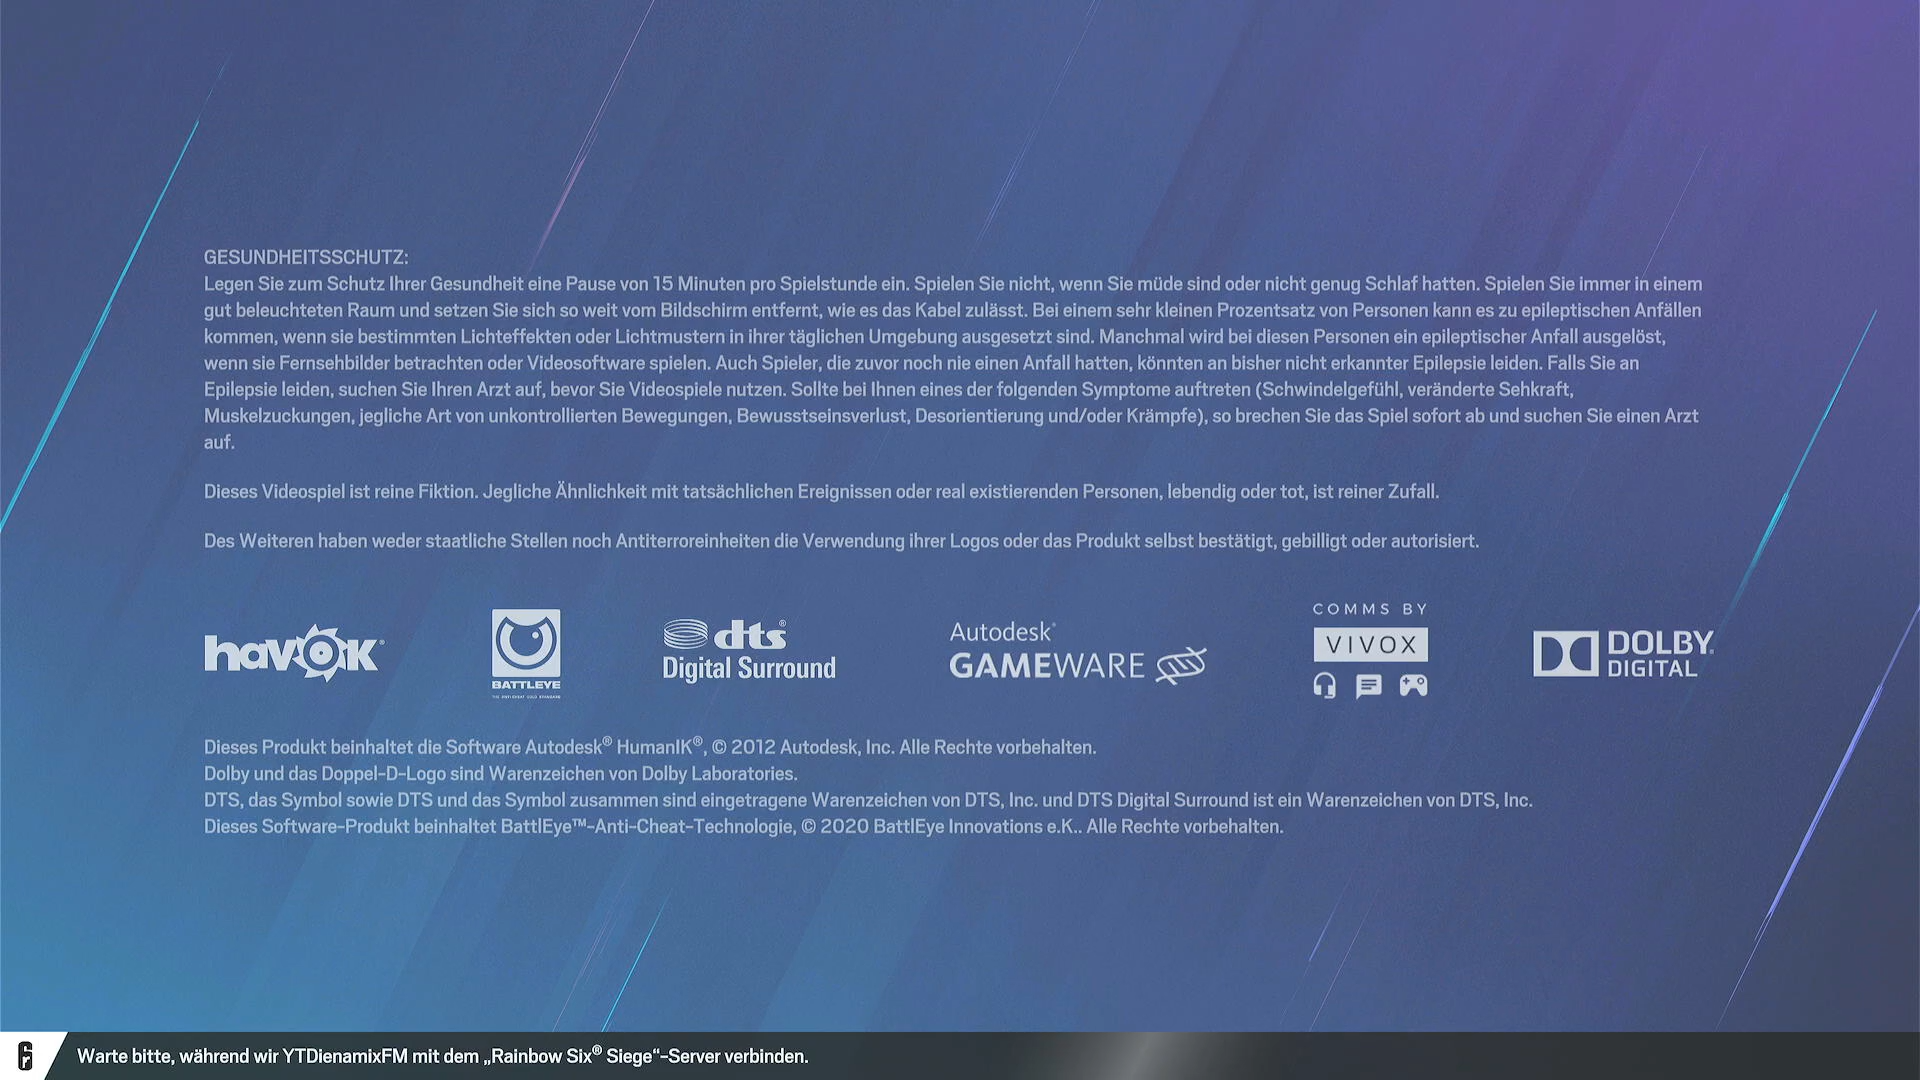 GESUNDHEITSSCHUTZ:
Legen Sie zum Schutz Ihrer Gesundheit eine Pause von 15 Minuten pro Spielstunde ein. Spielen Sie nicht, wenn Sie müde sind oder nicht genug Schlaf hatten. Spielen Sie immer in einem
gut beleuchteten Raum und setzen Sie sich so weit vom Bildschirm entfernt, wie es das Kabel zulässt. Bei einem sehr kleinen Prozentsatz von Personen kann es zu epileptischen Anfällen
kommen, wenn sie bestimmten Lichteffekten oder Lichtmustern in ihrer täglichen Umgebung ausgesetzt sind. Manchmal wird bei diesen Personen ein epileptischer Anfall ausgelöst,
wenn sie Fernsehbilder betrachten oder Videosoftware spielen. Auch Spieler, die zuvor noch nie einen Anfall hatten, könnten an bisher nicht erkannter Epilepsie leiden. Falls Sie an
Epilepsie leiden, suchen Sie Ihren Arzt auf, bevor Sie Videospiele nutzen. Sollte bei Ihnen eines der folgenden Symptome auftreten (Schwindelgefühl, veränderte Sehkraft,
Muskelzuckungen, jegliche Art von unkontrollierten Bewegungen, Bewusstseinsverlust, Desorientierung und/oder Krämpfe), so brechen Sie das Spiel sofort ab und suchen Sie einen Arzt
auf.
Dieses Videospiel ist reine Fiktion. Jegliche Ähnlichkeit mit tatsächlichen Ereignissen oder real existierenden Personen, lebendig oder tot, ist reiner Zufall.
Des Weiteren haben weder staatliche Stellen noch Antiterroreinheiten die Verwendung ihrer Logos oder das Produkt selbst bestätigt, gebilligt oder autorisiert.
havok®
BATTLEYE
THE ANTI-CHEAT GOLD STANDARD
dts®
Digital Surround
Autodesk®
GAMEWARE
COMMS BY
VIVOX
DOLBY®
DIGITAL
Dieses Produkt beinhaltet die Software Autodesk® HumanIK®, © 2012 Autodesk, Inc. Alle Rechte vorbehalten.
Dolby und das Doppel-D-Logo sind Warenzeichen von Dolby Laboratories.
DTS, das Symbol sowie DTS und das Symbol zusammen sind eingetragene Warenzeichen von DTS, Inc. und DTS Digital Surround ist ein Warenzeichen von DTS, Inc.
Dieses Software-Produkt beinhaltet BattlEye™-Anti-Cheat-Technologie, © 2020 BattlEye Innovations e.K.. Alle Rechte vorbehalten.
6
Warte bitte, während wir YTDienamixFM mit dem „Rainbow Six® Siege“-Server verbinden.